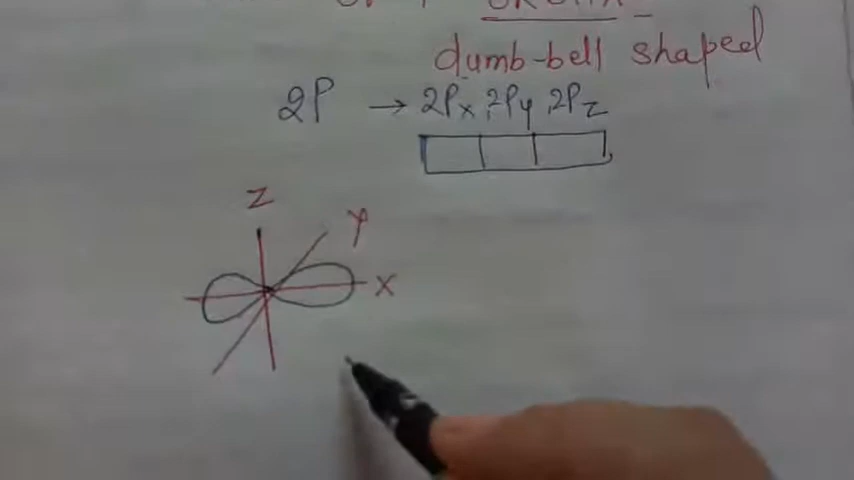 dumb-bell shaped
2P → 2Px, 2Py, 2Pz
Z
Y
X